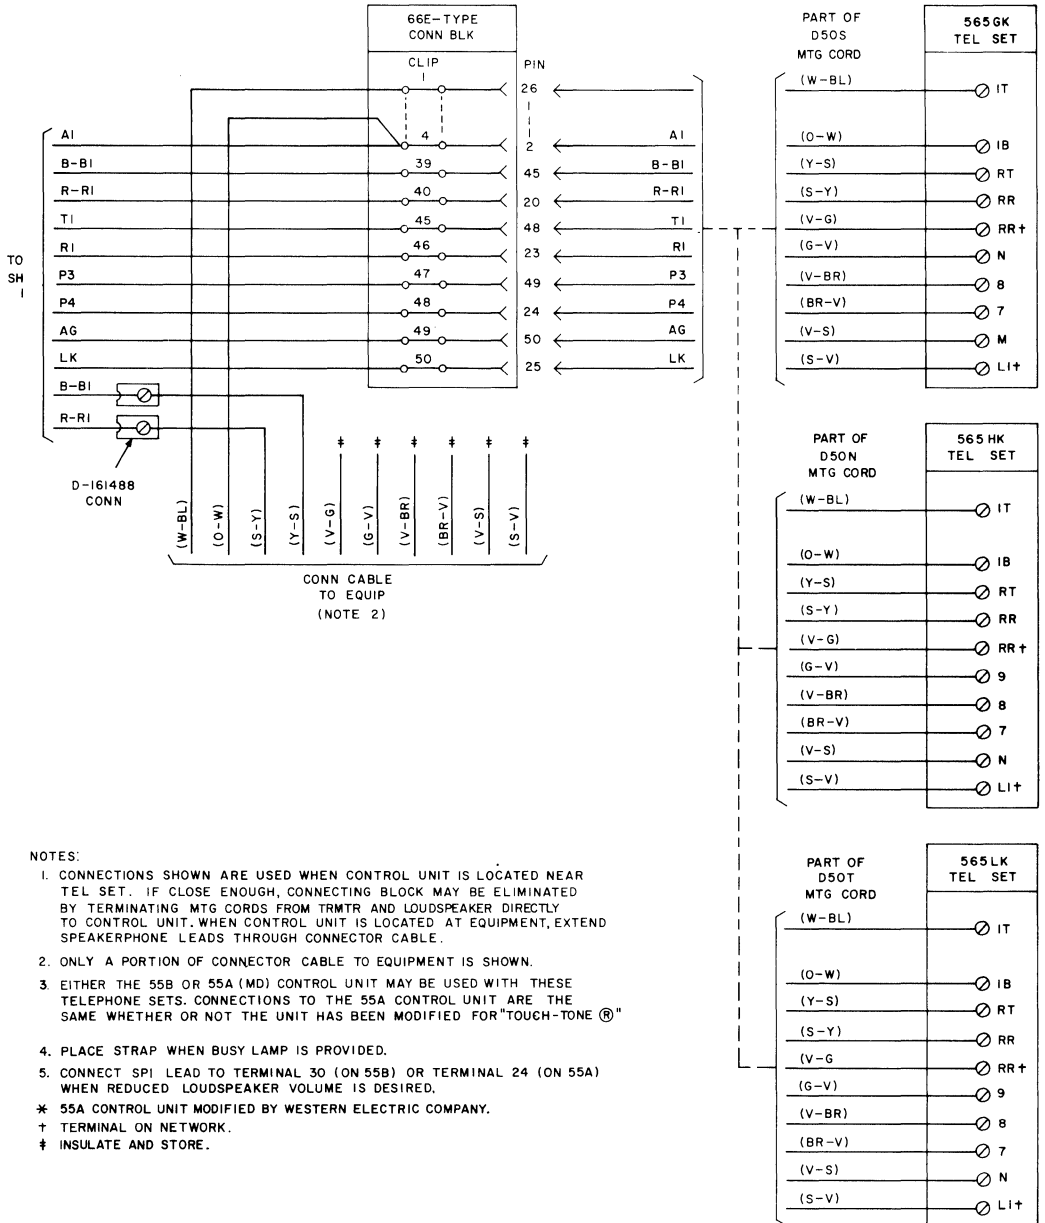 66E-TYPE
CONN BLK
CLIP
1
PIN
26
A1
4
2
A1
B-B1
39
45
B-B1
R-R1
40
20
R-R1
T1
45
48
T1
R1
46
23
R1
P3
47
49
P3
P4
48
24
P4
AG
49
50
AG
LK
50
25
LK
B-B1
R-R1
TO
SH
1
D-161488
CONN
(W-BL)
(O-W)
(S-Y)
(Y-S)
(V-G)
(G-V)
(V-BR)
(BR-V)
(V-S)
(S-V)
‡ ‡ ‡ ‡ ‡ ‡
CONN CABLE
TO EQUIP
(NOTE 2)
PART OF
D50S
MTG CORD
565GK
TEL SET
(W-BL) 1T
(O-W) 1B
(Y-S) RT
(S-Y) RR
(V-G) RR†
(G-V) N
(V-BR) 8
(BR-V) 7
(V-S) M
(S-V) L1†
PART OF
D50N
MTG CORD
565HK
TEL SET
(W-BL) 1T
(O-W) 1B
(Y-S) RT
(S-Y) RR
(V-G) RR†
(G-V) 9
(V-BR) 8
(BR-V) 7
(V-S) N
(S-V) L1†
PART OF
D50T
MTG CORD
565LK
TEL SET
(W-BL) 1T
(O-W) 1B
(Y-S) RT
(S-Y) RR
(V-G RR†
(G-V) 9
(V-BR) 8
(BR-V) 7
(V-S) N
(S-V) L1†
NOTES:
1. CONNECTIONS SHOWN ARE USED WHEN CONTROL UNIT IS LOCATED NEAR
TEL SET. IF CLOSE ENOUGH, CONNECTING BLOCK MAY BE ELIMINATED
BY TERMINATING MTG CORDS FROM TRMTR AND LOUDSPEAKER DIRECTLY
TO CONTROL UNIT. WHEN CONTROL UNIT IS LOCATED AT EQUIPMENT, EXTEND
SPEAKERPHONE LEADS THROUGH CONNECTOR CABLE.
2. ONLY A PORTION OF CONNECTOR CABLE TO EQUIPMENT IS SHOWN.
3. EITHER THE 55B OR 55A (MD) CONTROL UNIT MAY BE USED WITH THESE
TELEPHONE SETS. CONNECTIONS TO THE 55A CONTROL UNIT ARE THE
SAME WHETHER OR NOT THE UNIT HAS BEEN MODIFIED FOR "TOUCH-TONE ®"
4. PLACE STRAP WHEN BUSY LAMP IS PROVIDED.
5. CONNECT SP1 LEAD TO TERMINAL 30 (ON 55B) OR TERMINAL 24 (ON 55A)
WHEN REDUCED LOUDSPEAKER VOLUME IS DESIRED.
* 55A CONTROL UNIT MODIFIED BY WESTERN ELECTRIC COMPANY.
† TERMINAL ON NETWORK.
‡ INSULATE AND STORE.